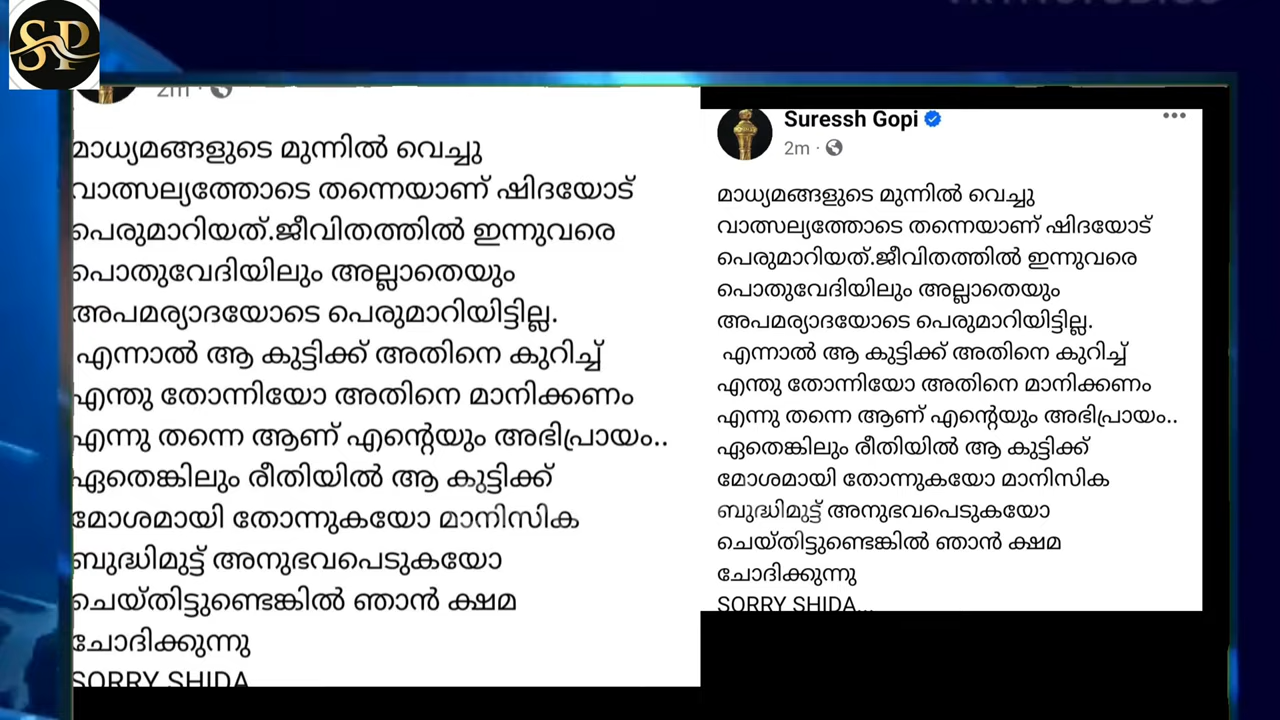 SP
2m ·
മാധ്യമങ്ങളുടെ മുന്നിൽ വെച്ചു
വാത്സല്യത്തോടെ തന്നെയാണ് ഷിദയോട്
പെരുമാറിയത്.ജീവിതത്തിൽ ഇന്നുവരെ
പൊതുവേദിയിലും അല്ലാതെയും
അപമര്യാദയോടെ പെരുമാറിയിട്ടില്ല.
എന്നാൽ ആ കുട്ടിക്ക് അതിനെ കുറിച്ച്
എന്തു തോന്നിയോ അതിനെ മാനിക്കണം
എന്നു തന്നെ ആണ് എന്റെയും അഭിപ്രായം..
ഏതെങ്കിലും രീതിയിൽ ആ കുട്ടിക്ക്
മോശമായി തോന്നുകയോ മാനിസിക
ബുദ്ധിമുട്ട് അനുഭവപെടുകയോ
ചെയ്തിട്ടുണ്ടെങ്കിൽ ഞാൻ ക്ഷമ
ചോദിക്കുന്നു
SORRY SHIDA
Suressh Gopi
2m ·
മാധ്യമങ്ങളുടെ മുന്നിൽ വെച്ചു
വാത്സല്യത്തോടെ തന്നെയാണ് ഷിദയോട്
പെരുമാറിയത്.ജീവിതത്തിൽ ഇന്നുവരെ
പൊതുവേദിയിലും അല്ലാതെയും
അപമര്യാദയോടെ പെരുമാറിയിട്ടില്ല.
എന്നാൽ ആ കുട്ടിക്ക് അതിനെ കുറിച്ച്
എന്തു തോന്നിയോ അതിനെ മാനിക്കണം
എന്നു തന്നെ ആണ് എന്റെയും അഭിപ്രായം..
ഏതെങ്കിലും രീതിയിൽ ആ കുട്ടിക്ക്
മോശമായി തോന്നുകയോ മാനിസിക
ബുദ്ധിമുട്ട് അനുഭവപെടുകയോ
ചെയ്തിട്ടുണ്ടെങ്കിൽ ഞാൻ ക്ഷമ
ചോദിക്കുന്നു
SORRY SHIDA...